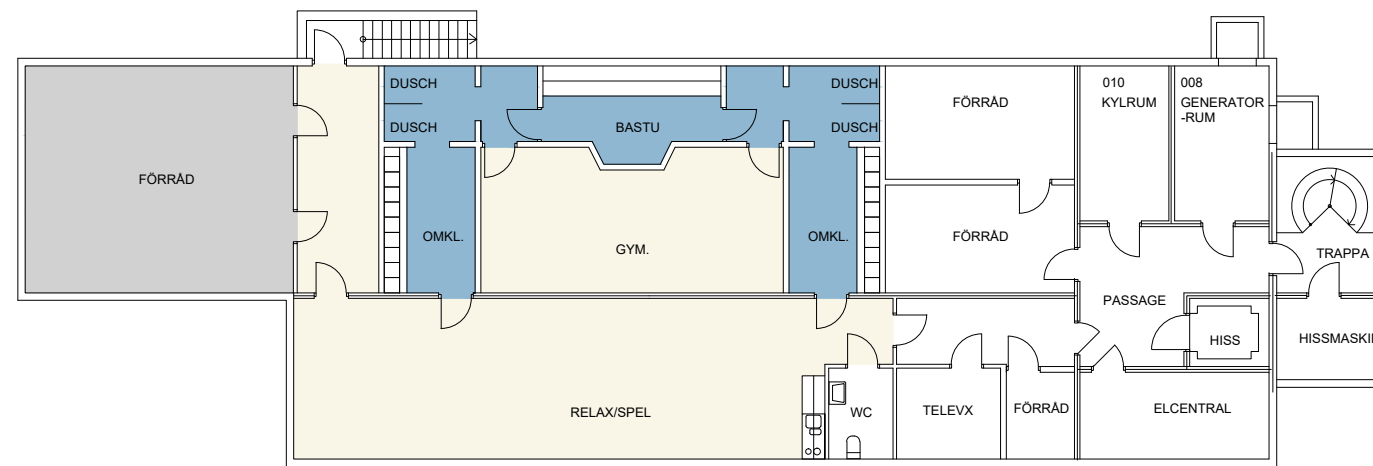 DUSCH
DUSCH
010
KYLRUM
008
GENERATOR
-RUM
FÖRRÅD
DUSCH
BASTU
DUSCH
FÖRRÅD
OMKL.
GYM.
OMKL.
FÖRRÅD
TRAPPA
PASSAGE
HISS
HISSMASKIN
RELAX/SPEL
WC
TELEVX
FÖRRÅD
ELCENTRAL